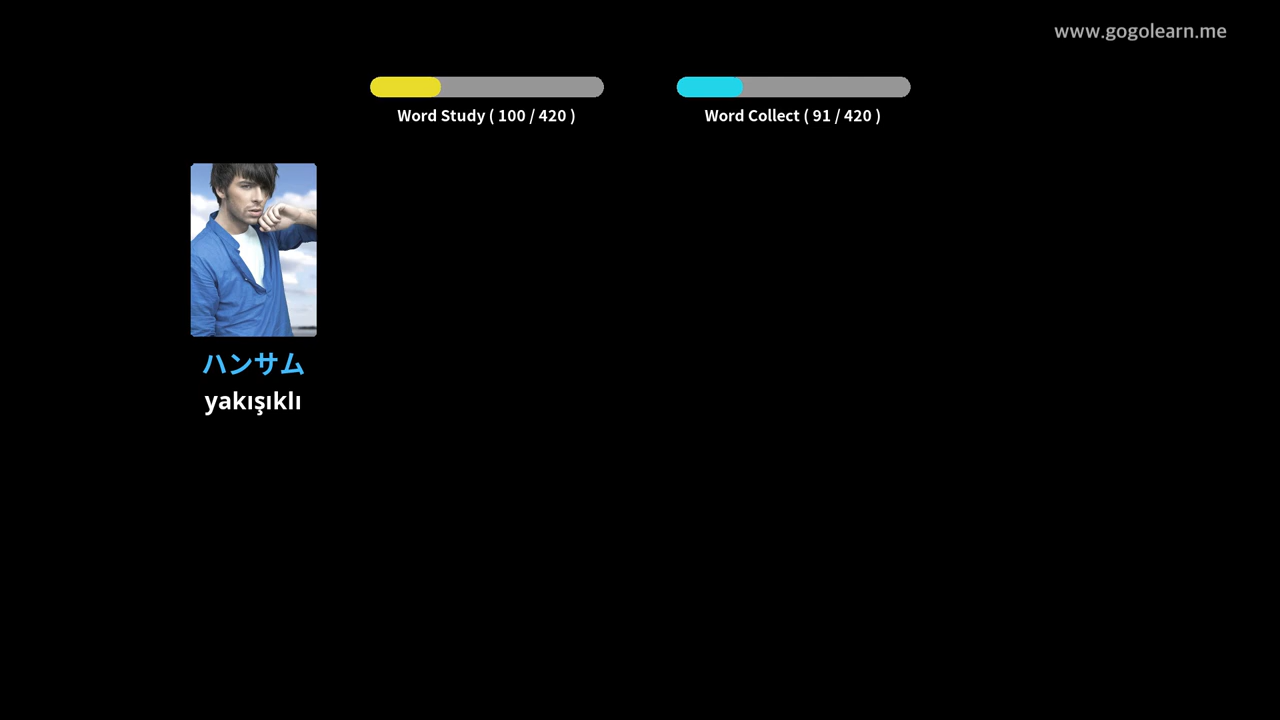 www.gogolearn.me
Word Study ( 100 / 420 )
Word Collect ( 91 / 420 )
ハンサム
yakışıklı